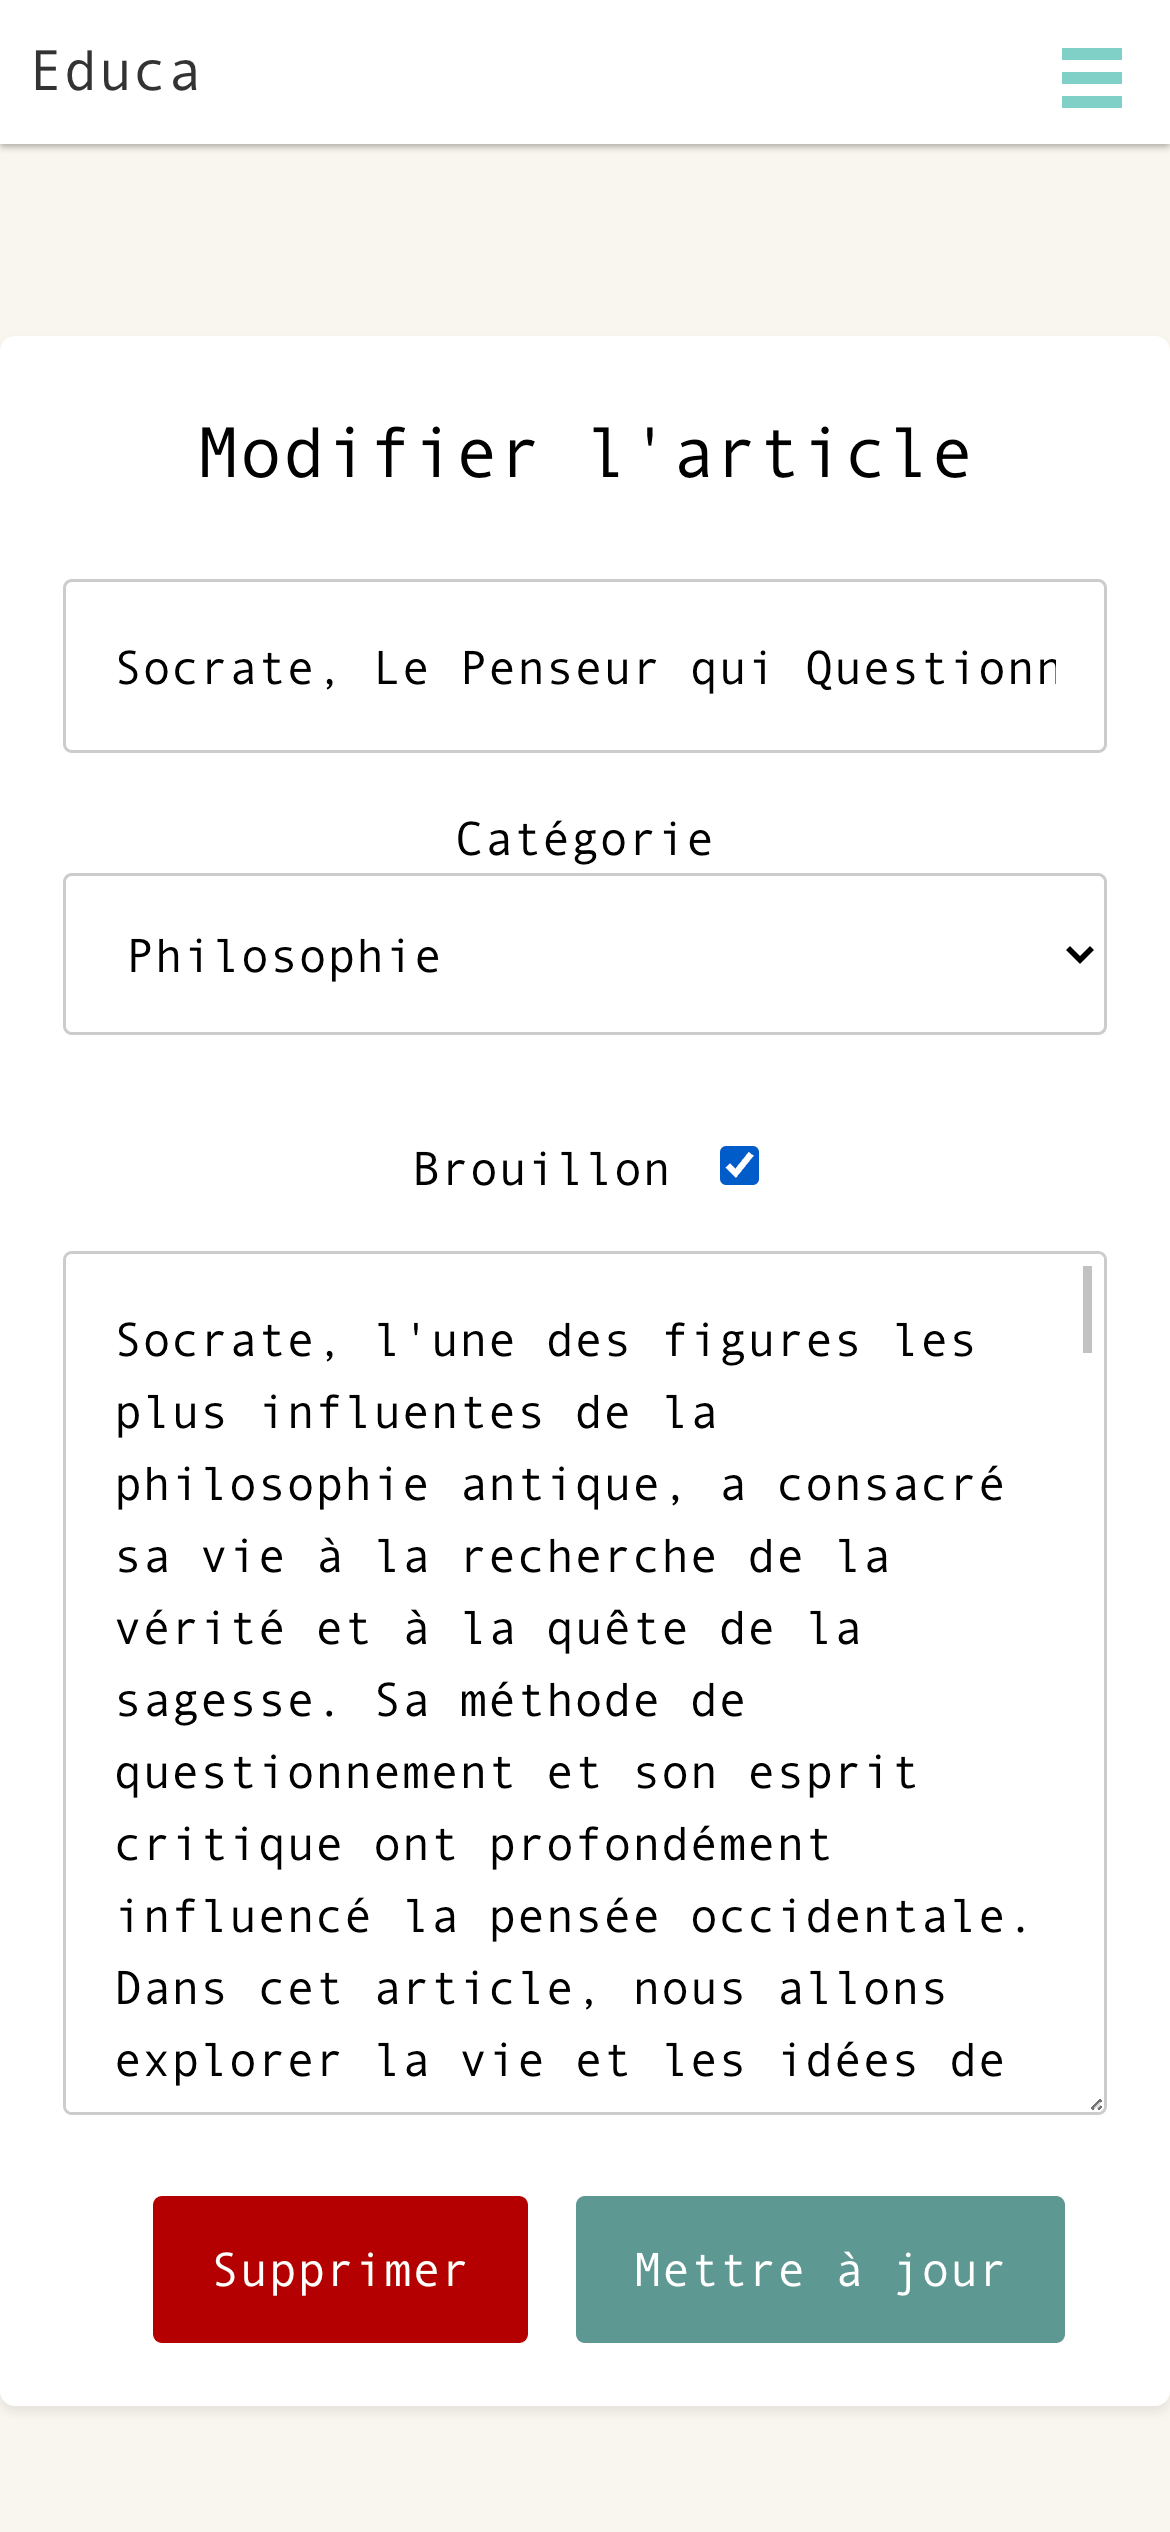 Educa
Modifier l'article
Socrate, Le Penseur qui Questionn
Catégorie
Philosophie
Brouillon
Socrate, l'une des figures les
plus influentes de la
philosophie antique, a consacré
sa vie à la recherche de la
vérité et à la quête de la
sagesse. Sa méthode de
questionnement et son esprit
critique ont profondément
influencé la pensée occidentale.
Dans cet article, nous allons
explorer la vie et les idées de
Supprimer
Mettre à jour